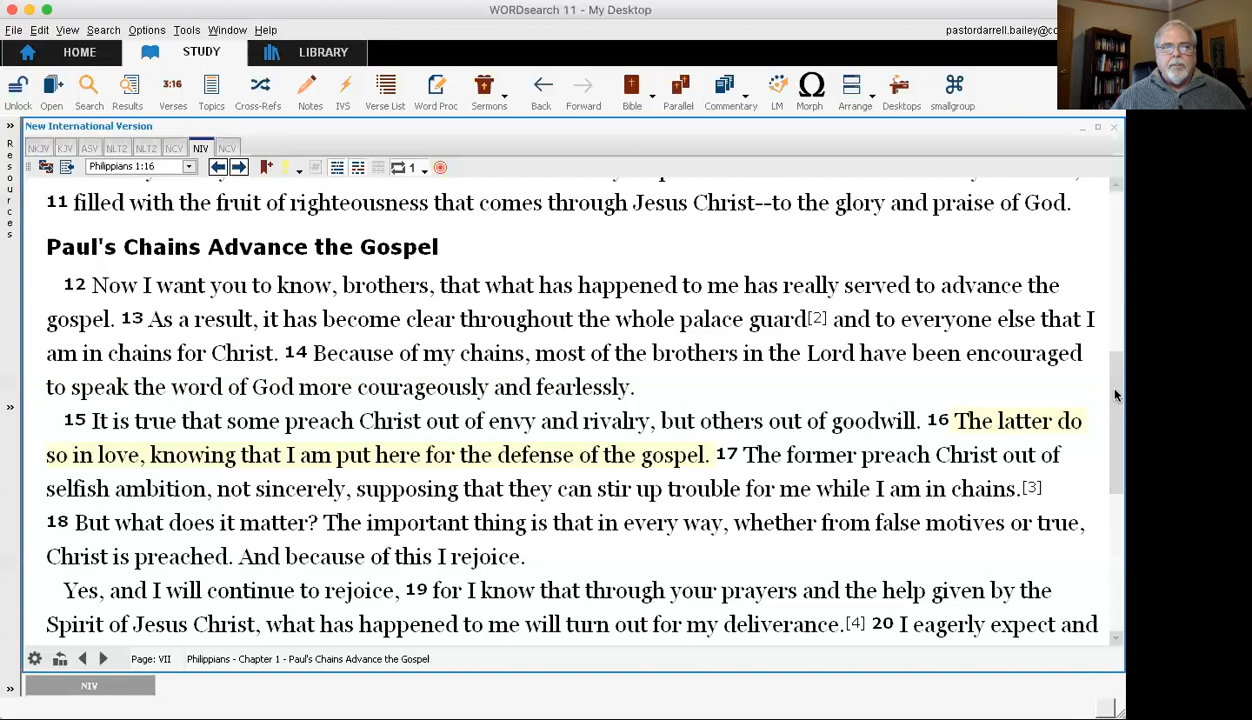 WORDsearch 11 - My Desktop
File Edit View Search Options Tools Window Help pastordarrell.bailey@co
HOME STUDY LIBRARY
3:16
Unlock Open Search Results Verses Topics Cross-Refs Notes IVS Verse List Word Proc Sermons Back Forward Bible Parallel Commentary LM Morph Arrange Desktops smallgroup
New International Version
NKJV KJV ASV NLT2 NLT2 NCV NIV NCV
Philippians 1:16 # 1
Resources
11 filled with the fruit of righteousness that comes through Jesus Christ--to the glory and praise of God.
Paul's Chains Advance the Gospel
12 Now I want you to know, brothers, that what has happened to me has really served to advance the
gospel. 13 As a result, it has become clear throughout the whole palace guard[2] and to everyone else that I
am in chains for Christ. 14 Because of my chains, most of the brothers in the Lord have been encouraged
to speak the word of God more courageously and fearlessly.
15 It is true that some preach Christ out of envy and rivalry, but others out of goodwill. 16 The latter do
so in love, knowing that I am put here for the defense of the gospel. 17 The former preach Christ out of
selfish ambition, not sincerely, supposing that they can stir up trouble for me while I am in chains.[3]
18 But what does it matter? The important thing is that in every way, whether from false motives or true,
Christ is preached. And because of this I rejoice.
Yes, and I will continue to rejoice, 19 for I know that through your prayers and the help given by the
Spirit of Jesus Christ, what has happened to me will turn out for my deliverance.[4] 20 I eagerly expect and
Page: VII Philippians - Chapter 1 - Paul's Chains Advance the Gospel
NIV